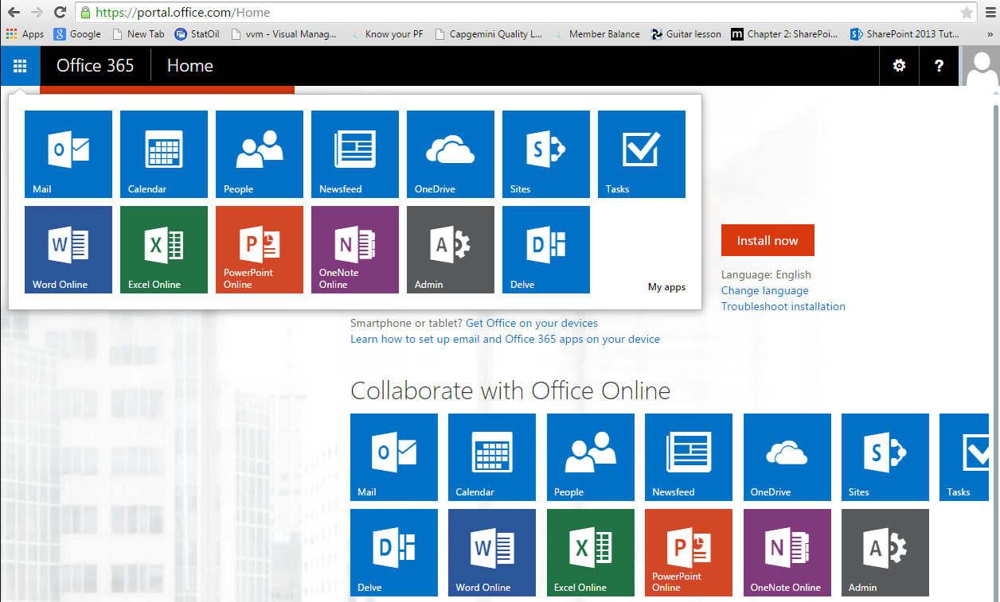 https://portal.office.com/Home
Apps Google New Tab StatOil vvm - Visual Manag... Know your PF Capgemini Quality L... Member Balance Guitar lesson Chapter 2: SharePoi... SharePoint 2013 Tut... »
Office 365 Home ?
Mail Calendar People Newsfeed OneDrive Sites Tasks
Word Online Excel Online PowerPoint Online OneNote Online Admin Delve
My apps
Install now
Language: English
Change language
Troubleshoot installation
Smartphone or tablet? Get Office on your devices
Learn how to set up email and Office 365 apps on your device
Collaborate with Office Online
Mail Calendar People Newsfeed OneDrive Sites Tasks
Delve Word Online Excel Online PowerPoint Online OneNote Online Admin